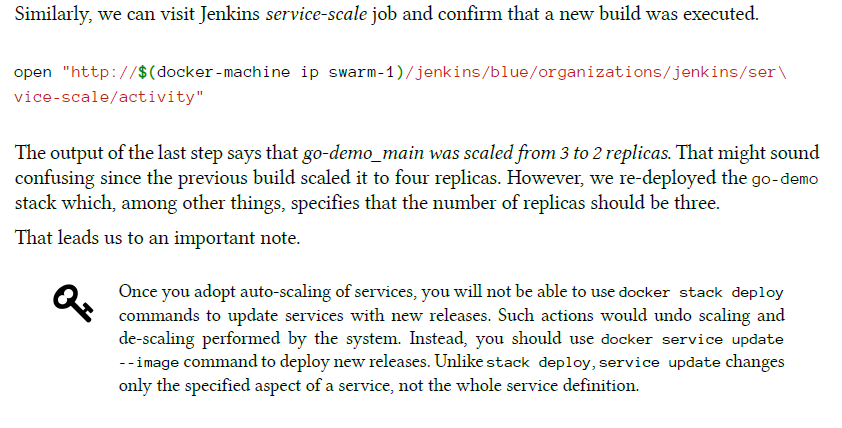 Similarly, we can visit Jenkins service-scale job and confirm that a new build was executed.
open "http://$(docker-machine ip swarm-1)/jenkins/blue/organizations/jenkins/ser\
vice-scale/activity"
The output of the last step says that go-demo_main was scaled from 3 to 2 replicas. That might sound
confusing since the previous build scaled it to four replicas. However, we re-deployed the go-demo
stack which, among other things, specifies that the number of replicas should be three.
That leads us to an important note.
Once you adopt auto-scaling of services, you will not be able to use docker stack deploy
commands to update services with new releases. Such actions would undo scaling and
de-scaling performed by the system. Instead, you should use docker service update
--image command to deploy new releases. Unlike stack deploy, service update changes
only the specified aspect of a service, not the whole service definition.